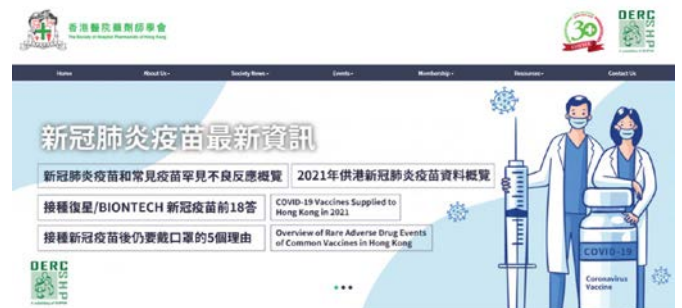 香港醫院藥劑師學會
The Society of Hospital Pharmacists of Hong Kong
30
DERC
SHP
Home About Us Society News Events Membership Resources Contact Us
新冠肺炎疫苗最新資訊
新冠肺炎疫苗和常見疫苗罕見不良反應概覽
2021年供港新冠肺炎疫苗資料概覽
接種復星/BIONTECH 新冠疫苗前18答
COVID-19 Vaccines Supplied to
Hong Kong in 2021
接種新冠疫苗後仍要戴口罩的5個理由
Overview of Rare Adverse Drug Events
of Common Vaccines in Hong Kong
COVID-19
Coronavirus
Vaccine
DERC
SHP